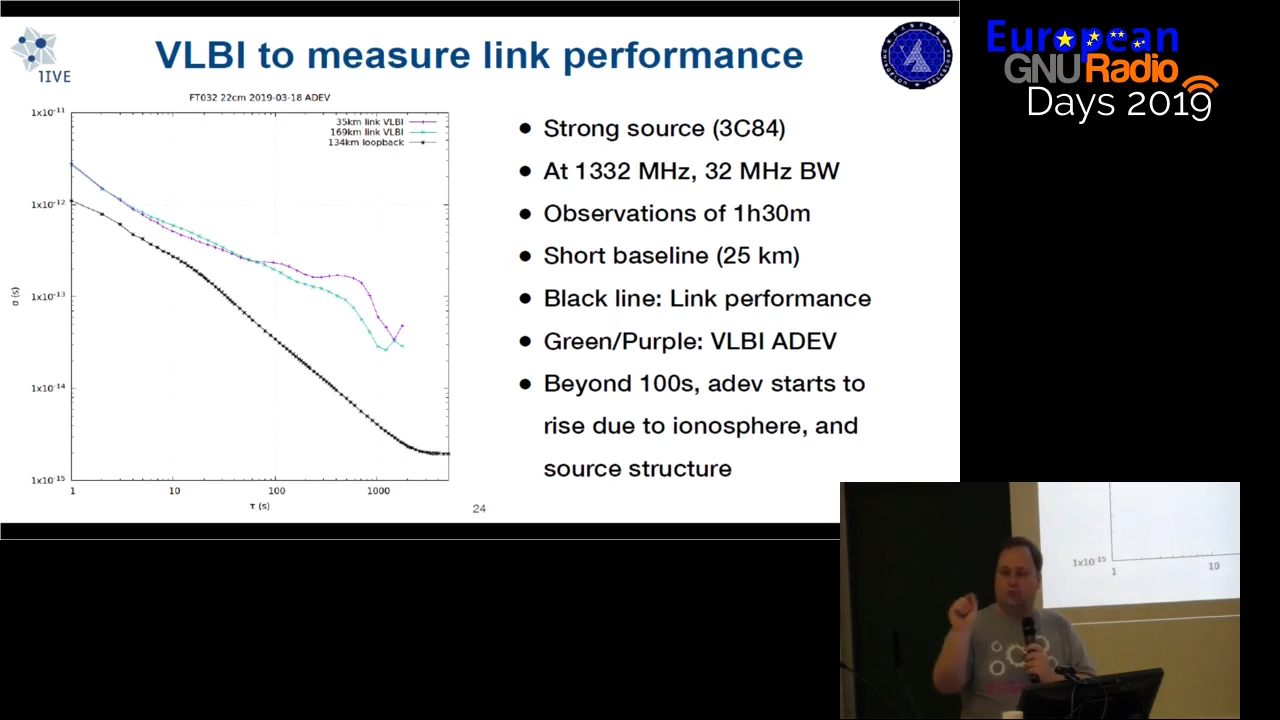 VLBI to measure link performance
JIVE
European
GNURadio
Days 2019
FT032 22cm 2019-03-18 ADEV
35km link VLBI
169km link VLBI
134km loopback
1x10-11
1x10-12
1x10-13
1x10-14
1x10-15
σ (s)
1 10 100 1000
τ (s)
● Strong source (3C84)
● At 1332 MHz, 32 MHz BW
● Observations of 1h30m
● Short baseline (25 km)
● Black line: Link performance
● Green/Purple: VLBI ADEV
● Beyond 100s, adev starts to
rise due to ionosphere, and
source structure
24
1x10-15
1 10